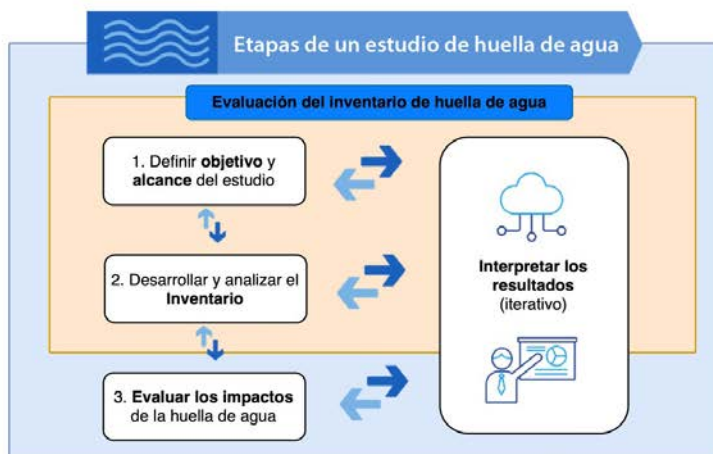 Etapas de un estudio de huella de agua
Evaluación del inventario de huella de agua
1. Definir objetivo y
alcance del estudio
2. Desarrollar y analizar el
Inventario
3. Evaluar los impactos
de la huella de agua
Interpretar los
resultados
(iterativo)